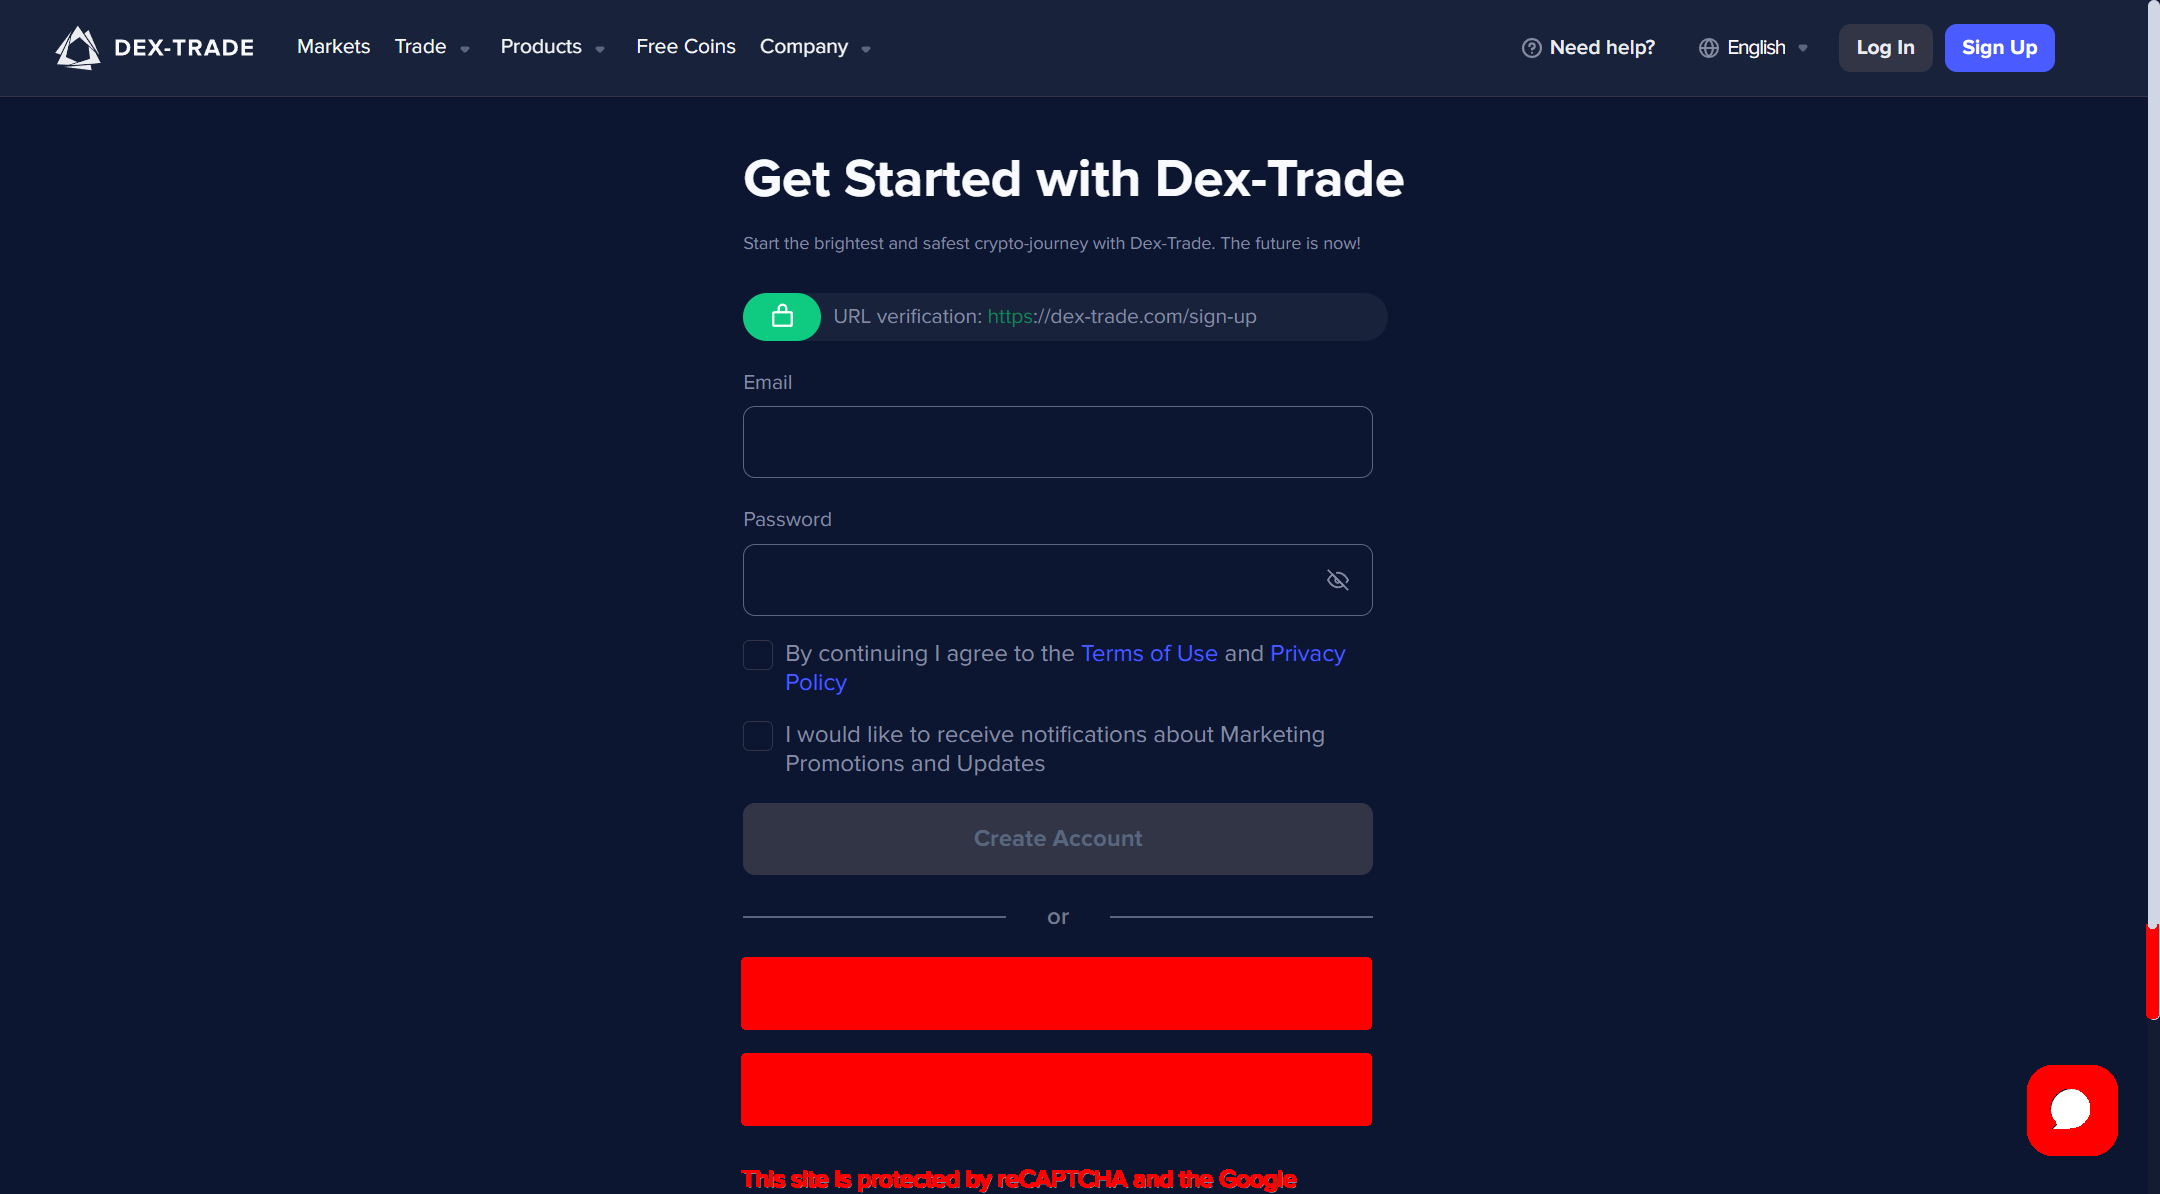 DEX-TRADE Markets Trade Products Free Coins Company Need help? English Log In Sign Up
Get Started with Dex-Trade
Start the brightest and safest crypto-journey with Dex-Trade. The future is now!
URL verification: https://dex-trade.com/sign-up
Email
Password
By continuing I agree to the Terms of Use and Privacy
Policy
I would like to receive notifications about Marketing
Promotions and Updates
Create Account
or
This site is protected by reCAPTCHA and the Google